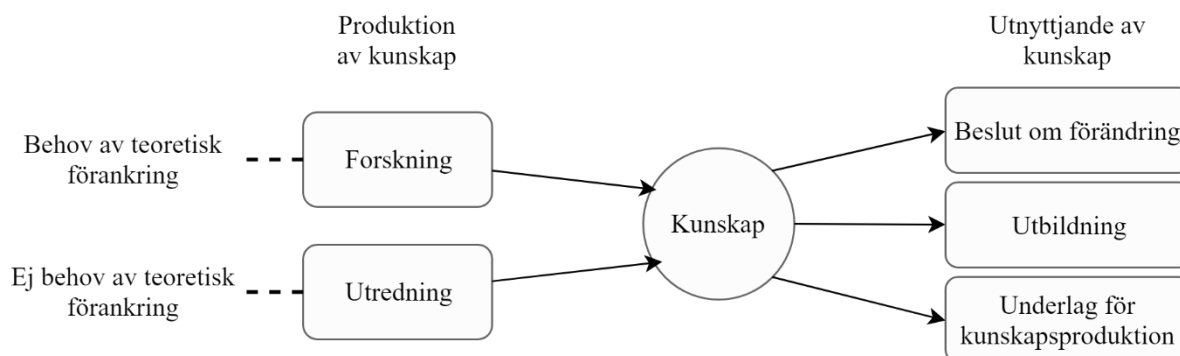 Produktion
av kunskap
Utnyttjande av
kunskap
Behov av teoretisk
förankring
Forskning
Ej behov av teoretisk
förankring
Utredning
Kunskap
Beslut om förändring
Utbildning
Underlag för
kunskapsproduktion